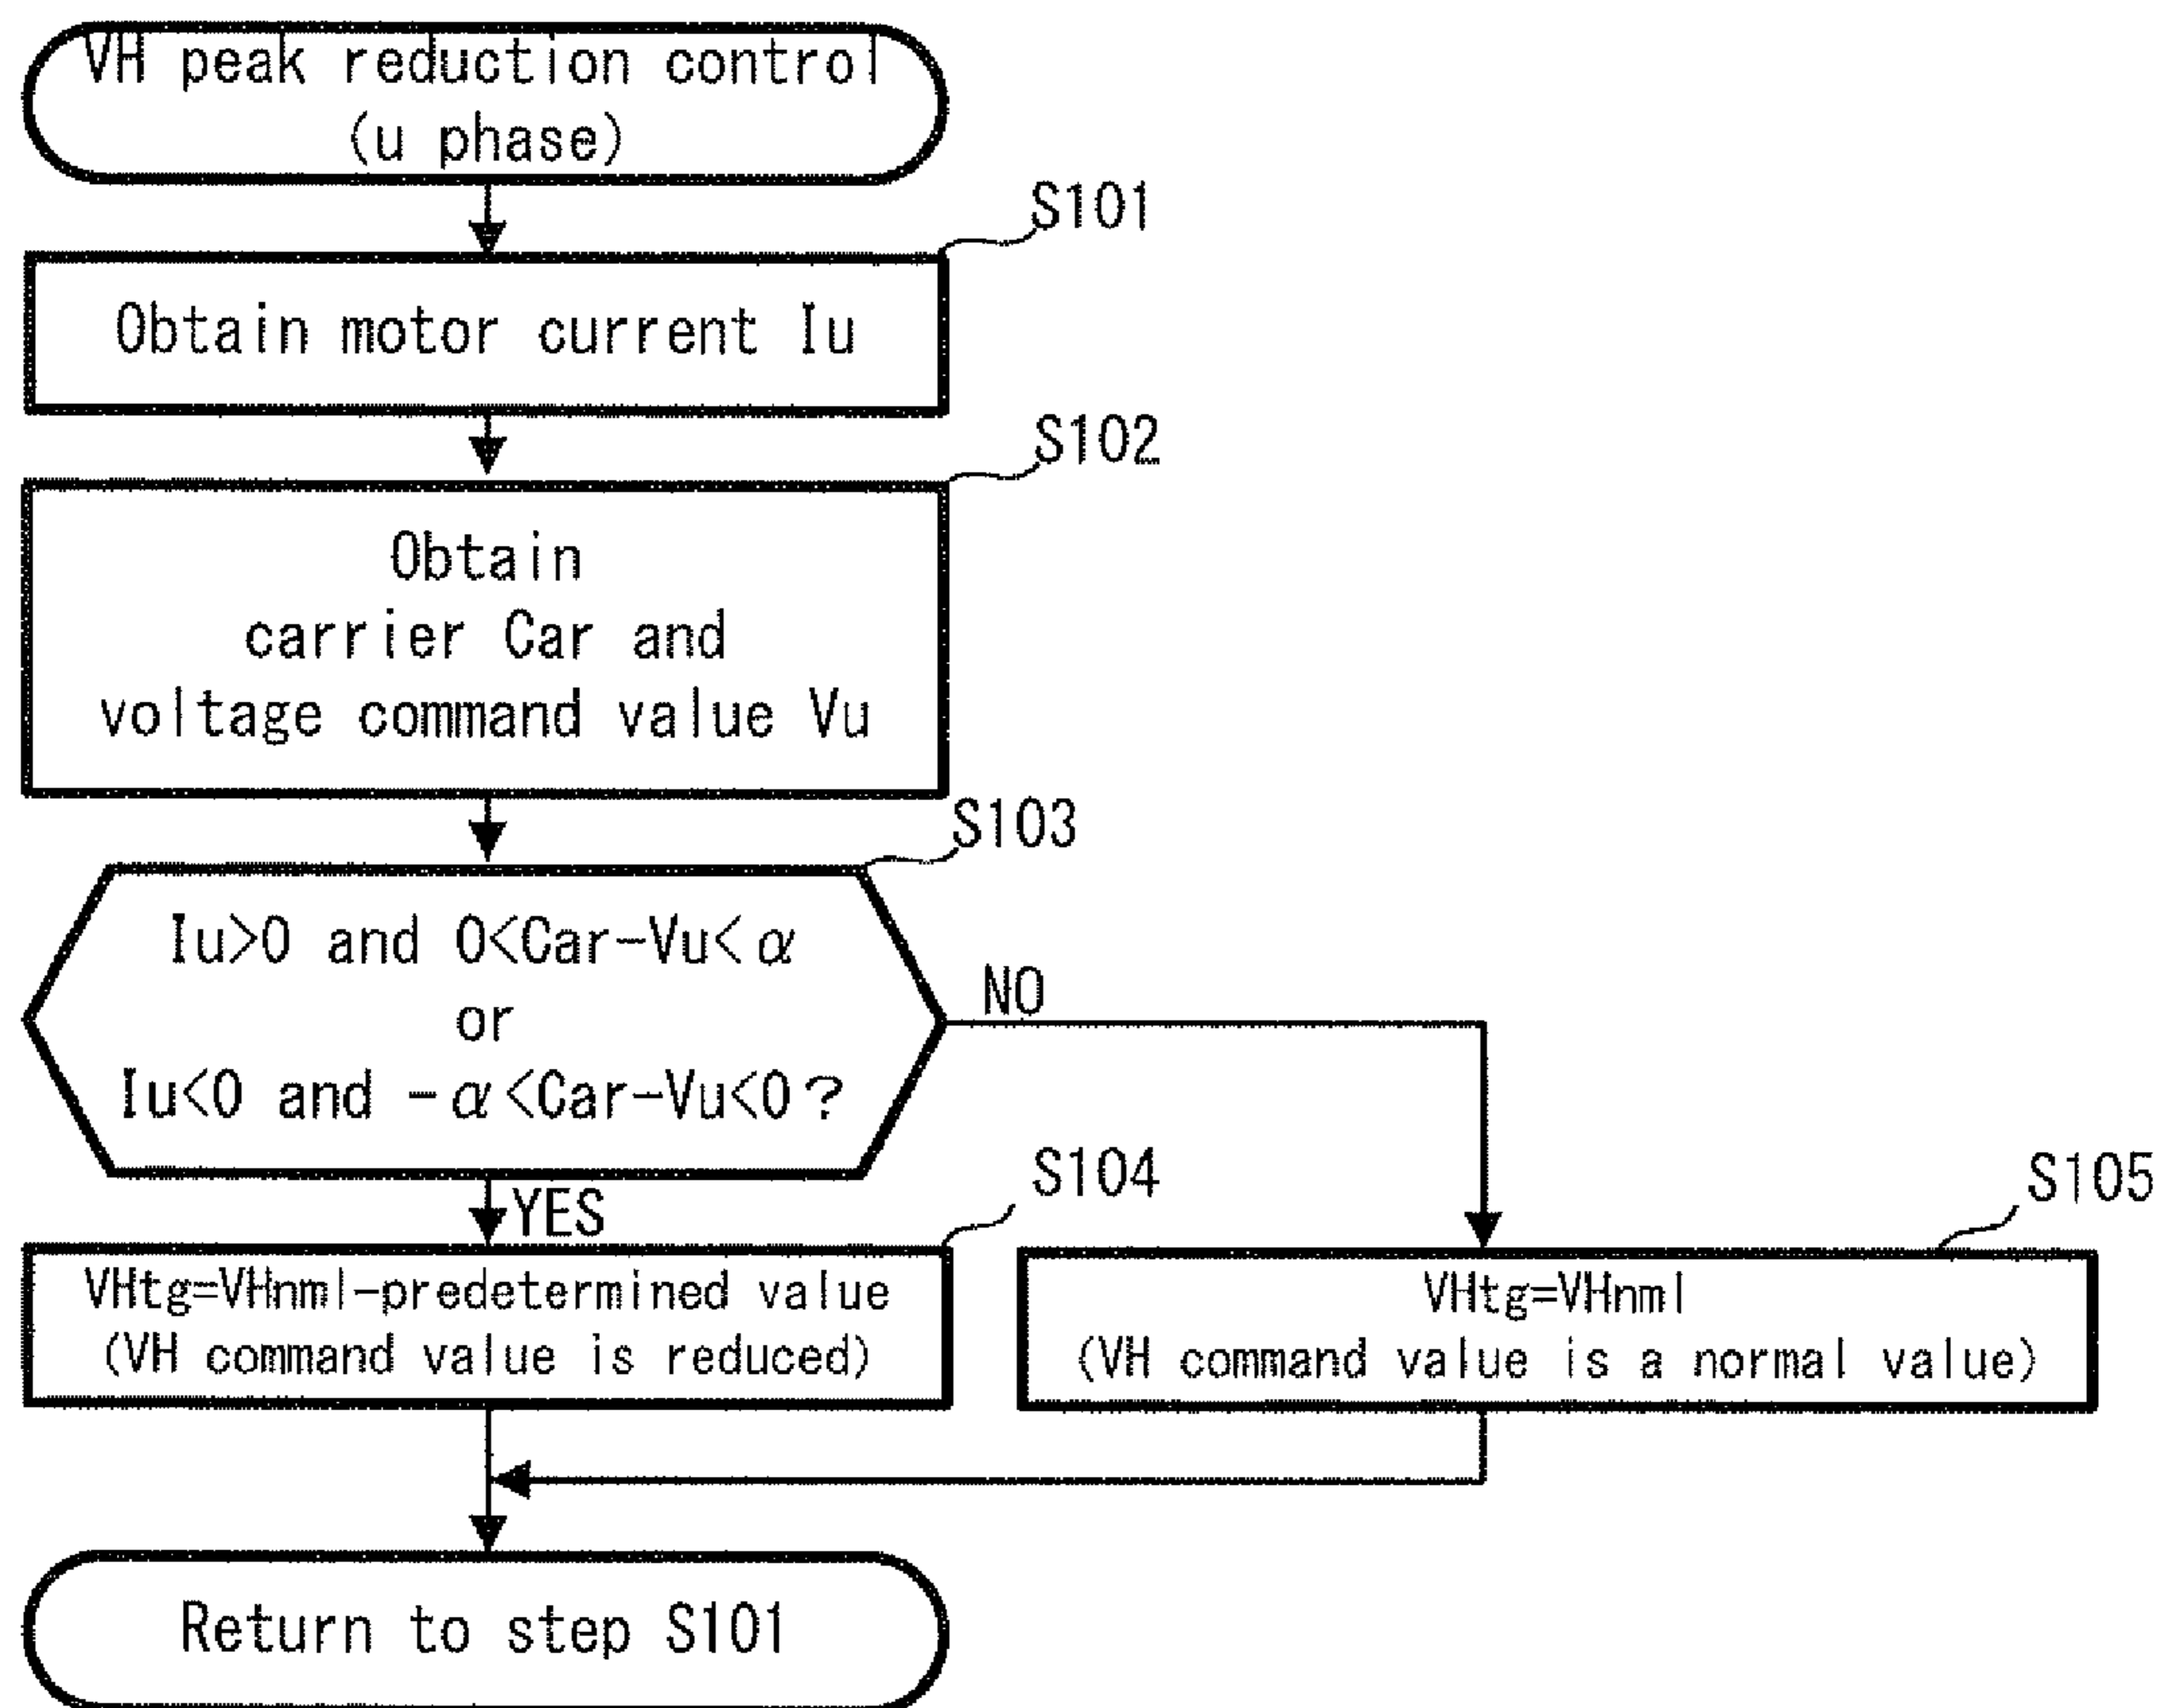 VH peak reduction control
(u phase)
S101
Obtain motor current Iu
S102
Obtain
carrier Car and
voltage command value Vu
S103
Iu>0 and 0<Car-Vu<α
or
Iu<0 and -α<Car-Vu<0?
NO
YES
S104
VHtg=VHnml-predetermined value
(VH command value is reduced)
S105
VHtg=VHnml
(VH command value is a normal value)
Return to step S101